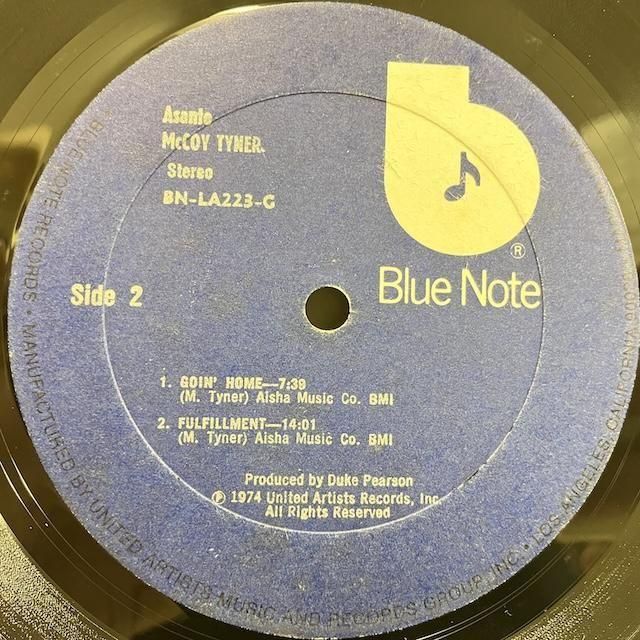 Asante
McCOY TYNER
Stereo
BN-LA223-G
®
Blue Note
Side 2
1. GOIN' HOME—7:39
(M. Tyner) Aisha Music Co. BMI
2. FULFILLMENT—14:01
(M. Tyner) Aisha Music Co. BMI
Produced by Duke Pearson
℗ 1974 United Artists Records, Inc.
All Rights Reserved
BLUE NOTE RECORDS • MANUFACTURED BY UNITED ARTISTS MUSIC AND RECORDS GROUP, INC. • LOS ANGELES, CALIFORNIA